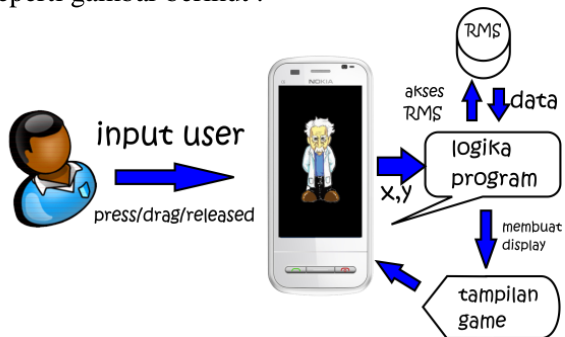 seperti gambar berikut :
RMS
NOKIA
akses
RMS
data
input user
press/drag/released
x,y
logika
program
membuat
display
tampilan
game